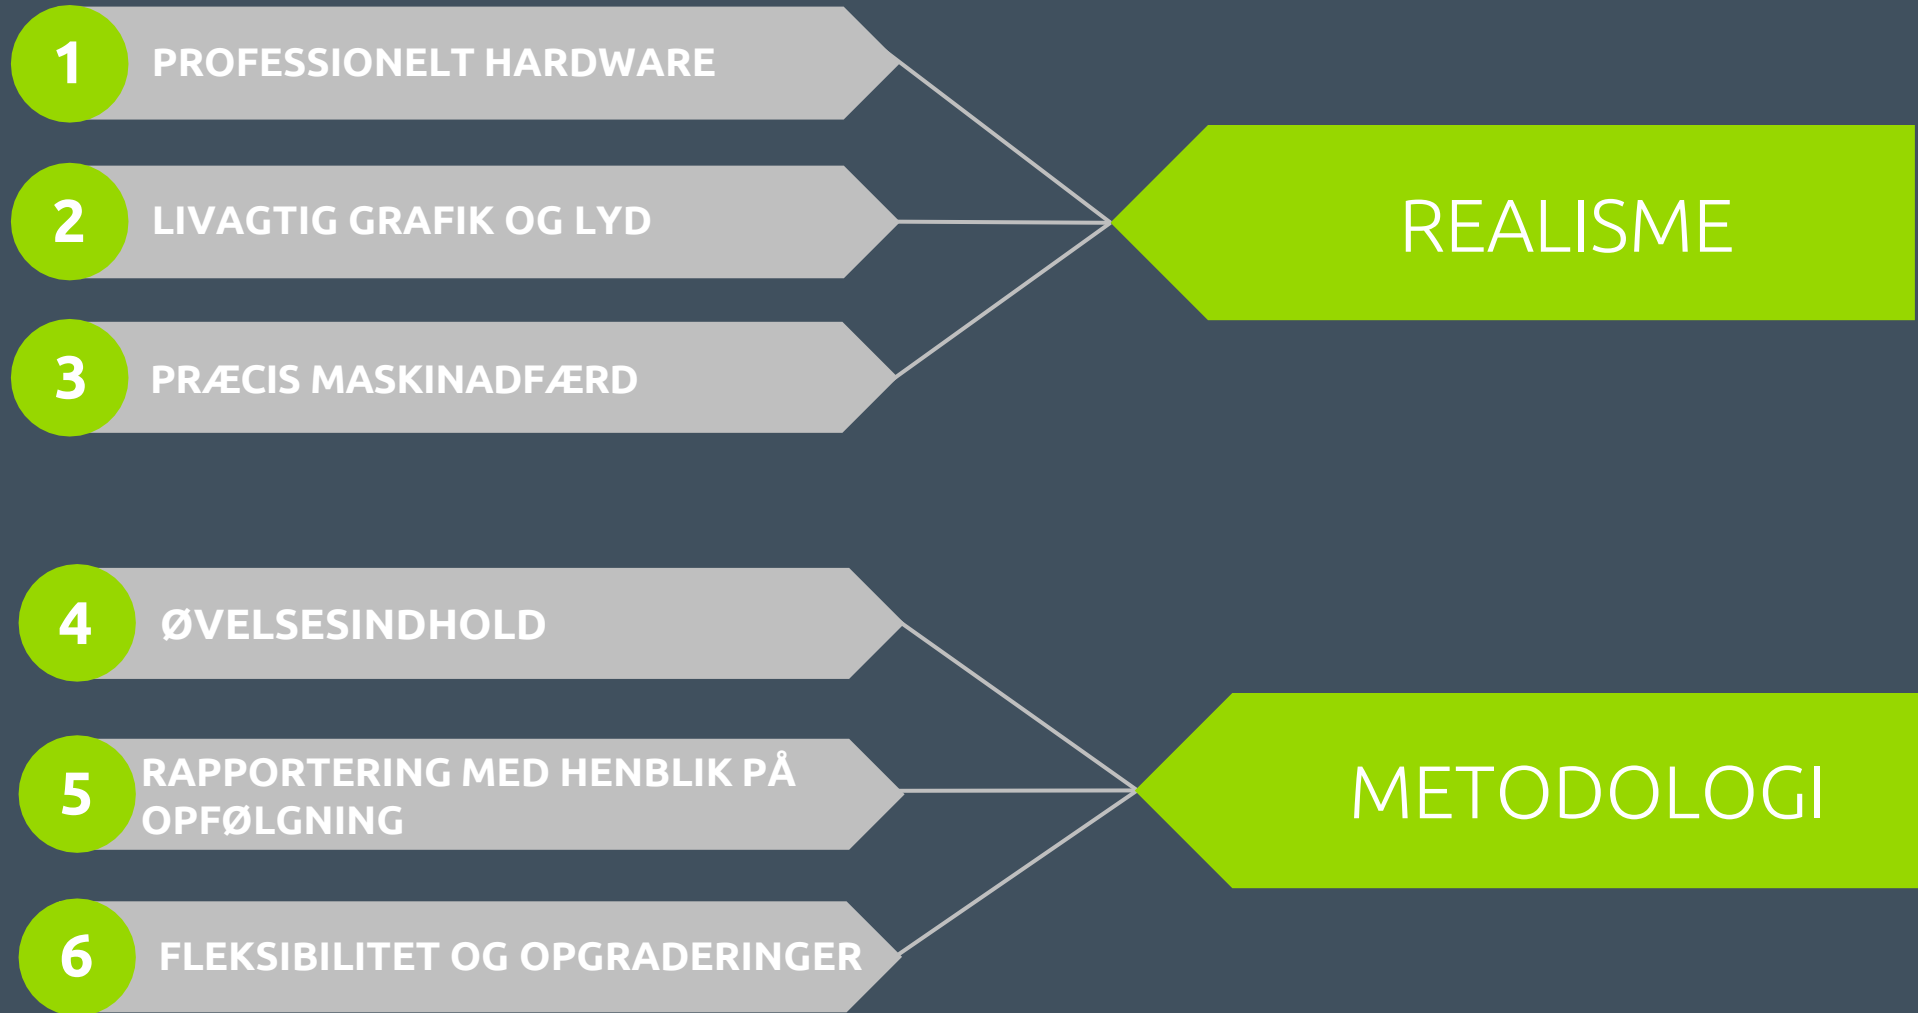 1
PROFESSIONELT HARDWARE
2
LIVAGTIG GRAFIK OG LYD
3
PRÆCIS MASKINADFÆRD
REALISME
4
ØVELSESINDHOLD
5
RAPPORTERING MED HENBLIK PÅ
OPFØLGNING
6
FLEKSIBILITET OG OPGRADERINGER
METODOLOGI